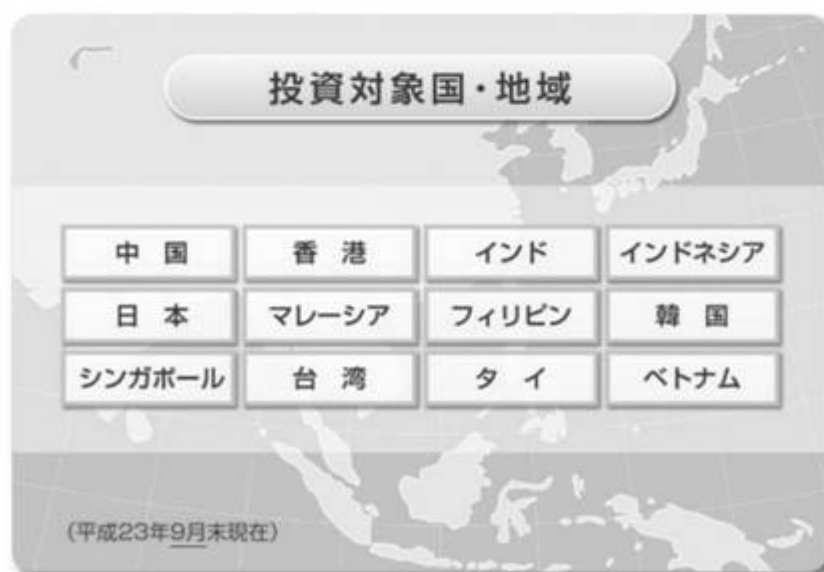 投資対象国・地域
中国 香港 インド インドネシア
日本 マレーシア フィリピン 韓国
シンガポール 台湾 タイ ベトナム
(平成23年9月末現在)